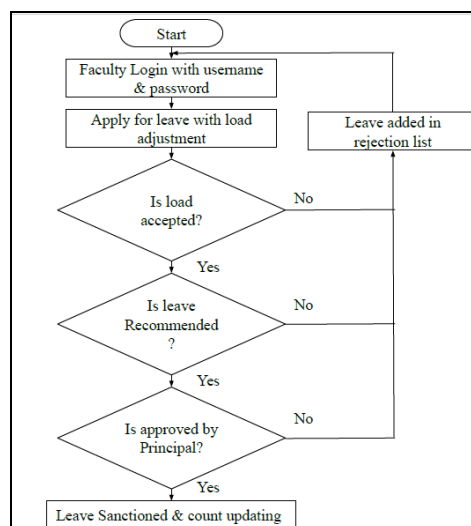 Start
Faculty Login with username
& password
Apply for leave with load
adjustment
Leave added in
rejection list
Is load
accepted?
No
Yes
Is leave
Recommended
?
No
Yes
Is approved by
Principal?
No
Yes
Leave Sanctioned & count updating